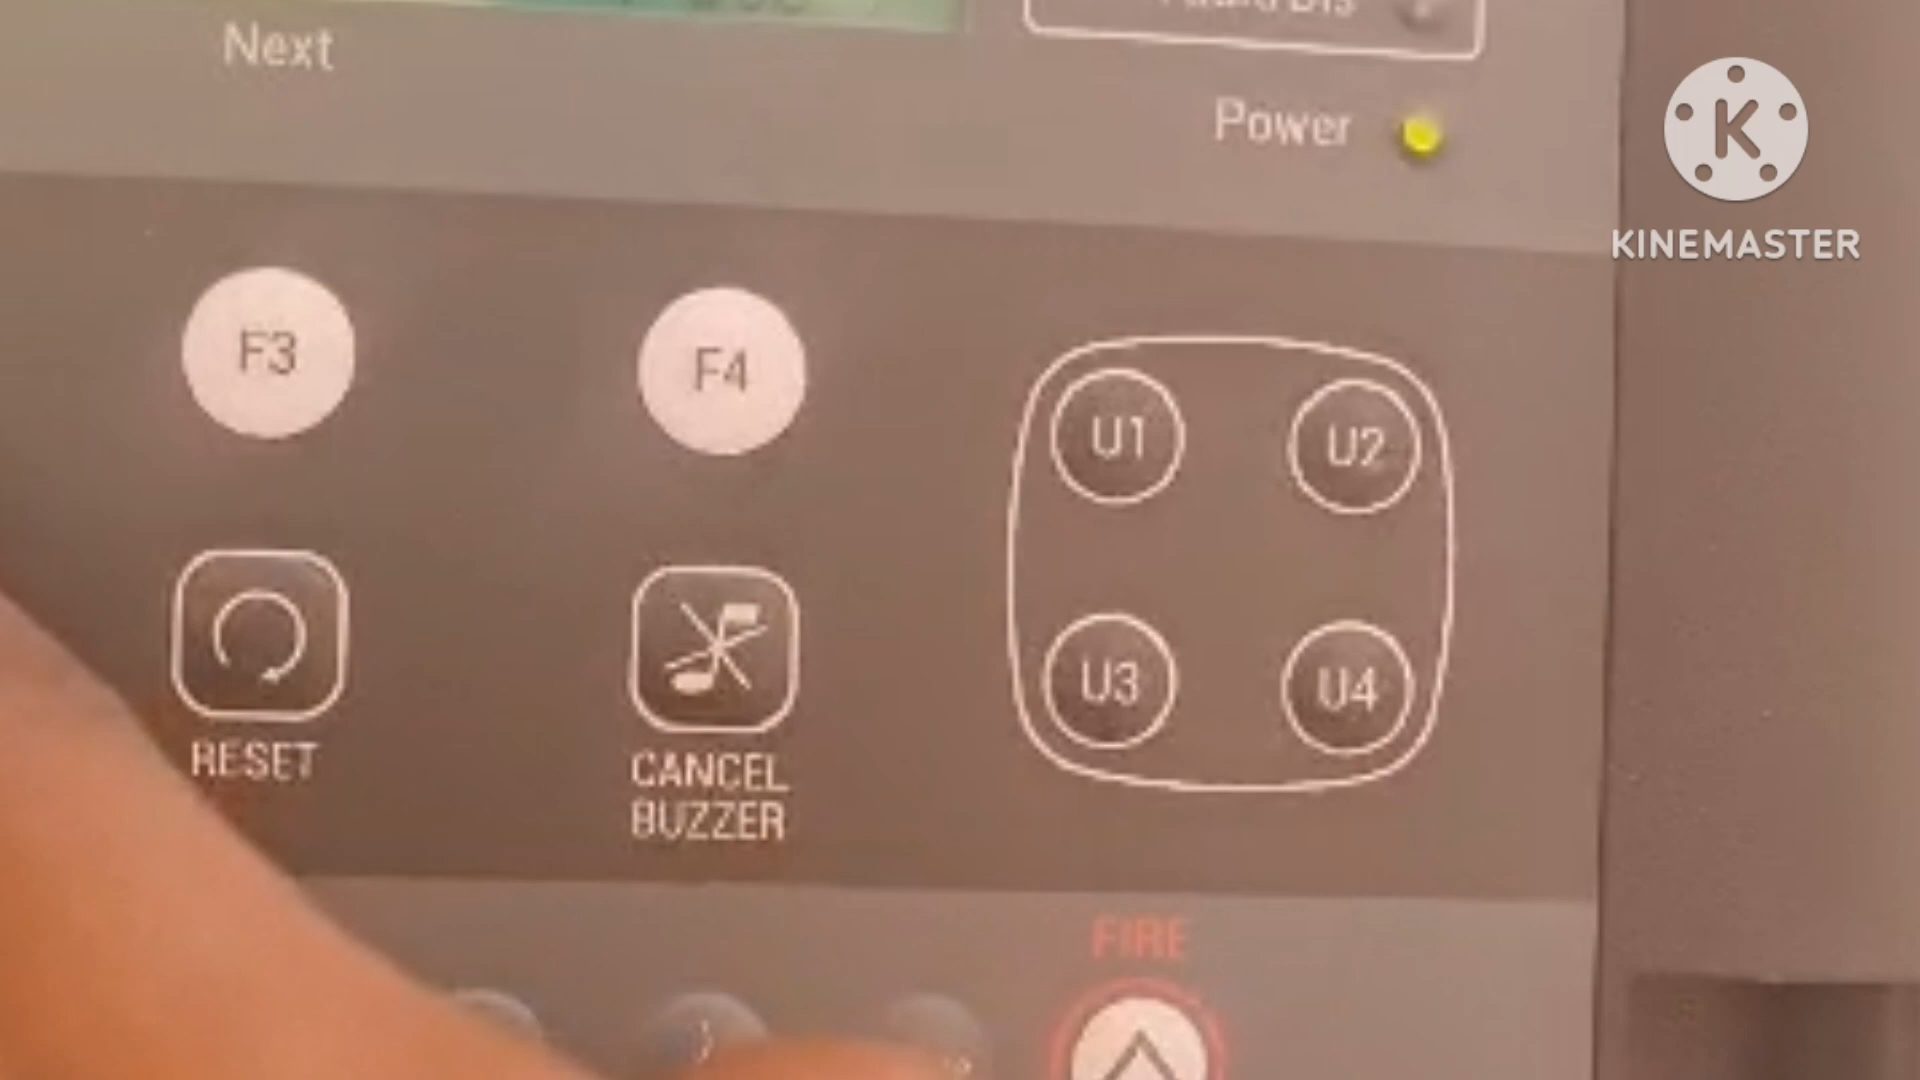 Next
Power
K
KINEMASTER
F3
F4
U1
U2
U3
U4
RESET
CANCEL
BUZZER
FIRE